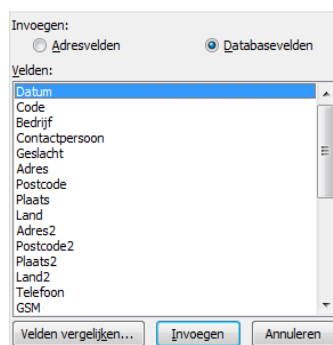 Invoegen:
Adresvelden Databasevelden
Velden:
Datum
Code
Bedrijf
Contactpersoon
Geslacht
Adres
Postcode
Plaats
Land
Adres2
Postcode2
Plaats2
Land2
Telefoon
GSM
Velden vergelijken... Invoegen Annuleren